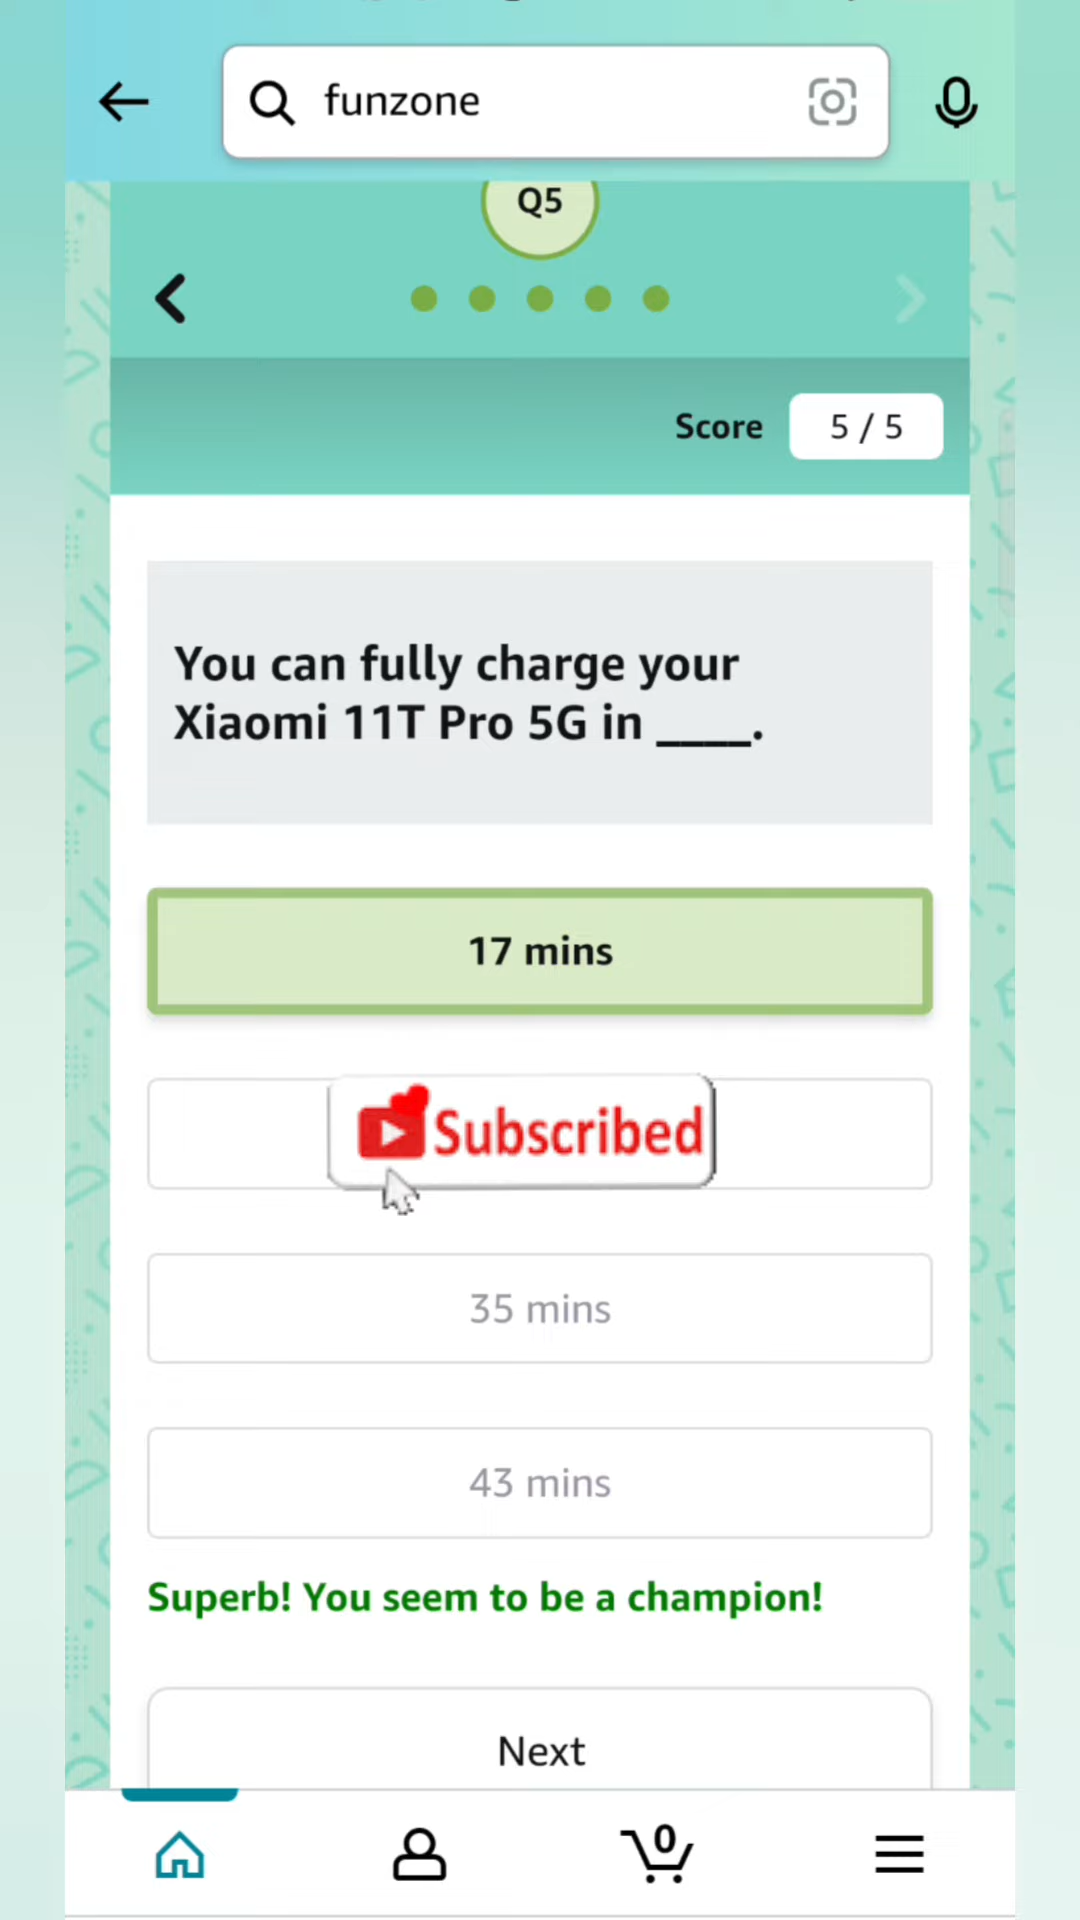 funzone
Q5
Score 5 / 5
You can fully charge your
Xiaomi 11T Pro 5G in ____.
17 mins
Subscribed
35 mins
43 mins
Superb! You seem to be a champion!
Next
0